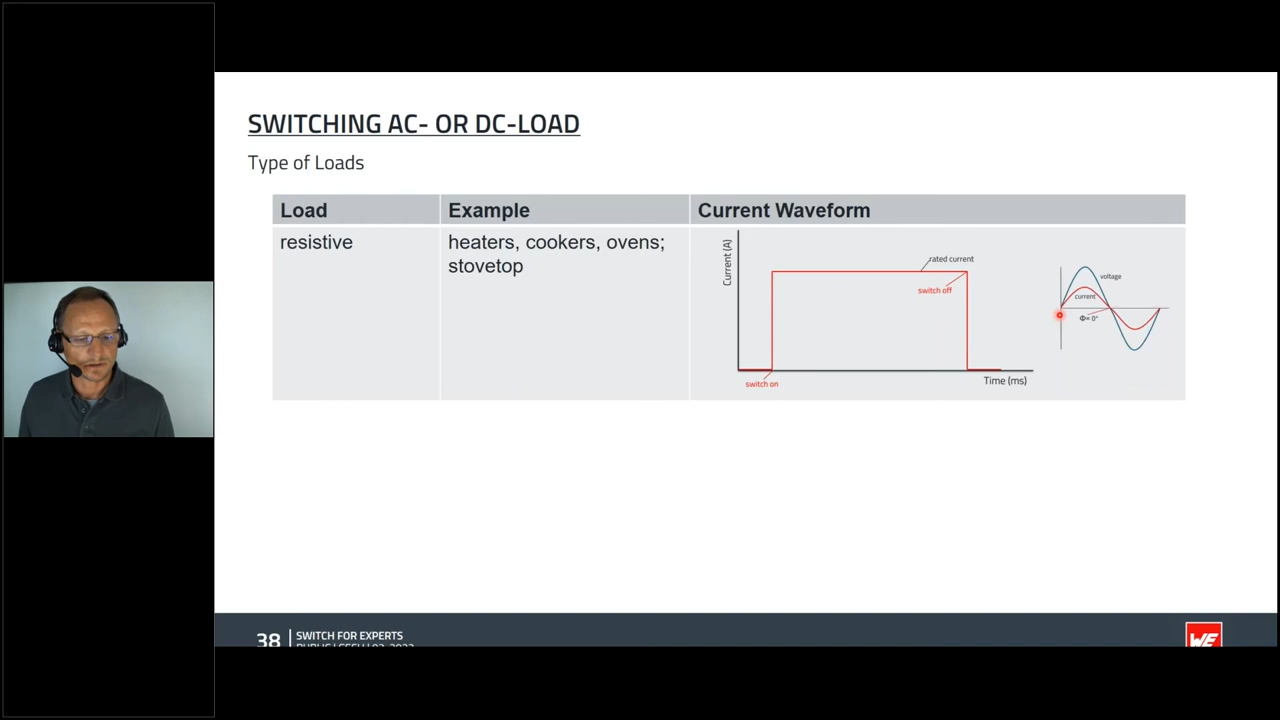 SWITCHING AC- OR DC-LOAD
Type of Loads
Load Example Current Waveform
resistive
heaters, cookers, ovens;
stovetop
Current (A)
rated current
switch off
switch on
Time (ms)
voltage
current
Φ= 0°
38
SWITCH FOR EXPERTS
WE